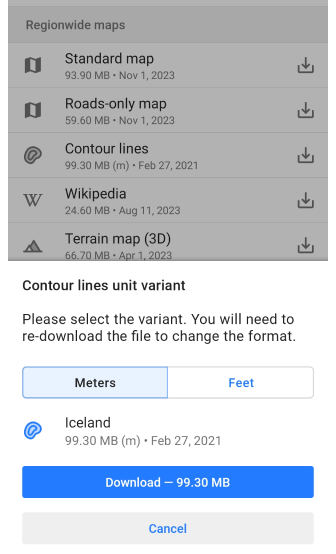 Regionwide maps
Standard map
93.90 MB • Nov 1, 2023
Roads-only map
59.60 MB • Nov 1, 2023
Contour lines
99.30 MB (m) • Feb 27, 2021
W
Wikipedia
24.60 MB • Aug 11, 2023
Terrain map (3D)
66.70 MB • Apr 1, 2023
Contour lines unit variant
Please select the variant. You will need to
re-download the file to change the format.
Meters
Feet
Iceland
99.30 MB (m) • Feb 27, 2021
Download — 99.30 MB
Cancel